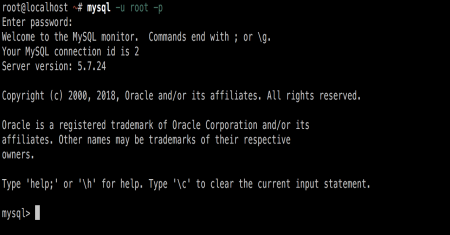 root@localhost ~# mysql -u root -p
Enter password:
Welcome to the MySQL monitor.  Commands end with ; or \g.
Your MySQL connection id is 2
Server version: 5.7.24
Copyright (c) 2000, 2018, Oracle and/or its affiliates. All rights reserved.
Oracle is a registered trademark of Oracle Corporation and/or its
affiliates. Other names may be trademarks of their respective
owners.
Type 'help;' or '\h' for help. Type '\c' to clear the current input statement.
mysql>